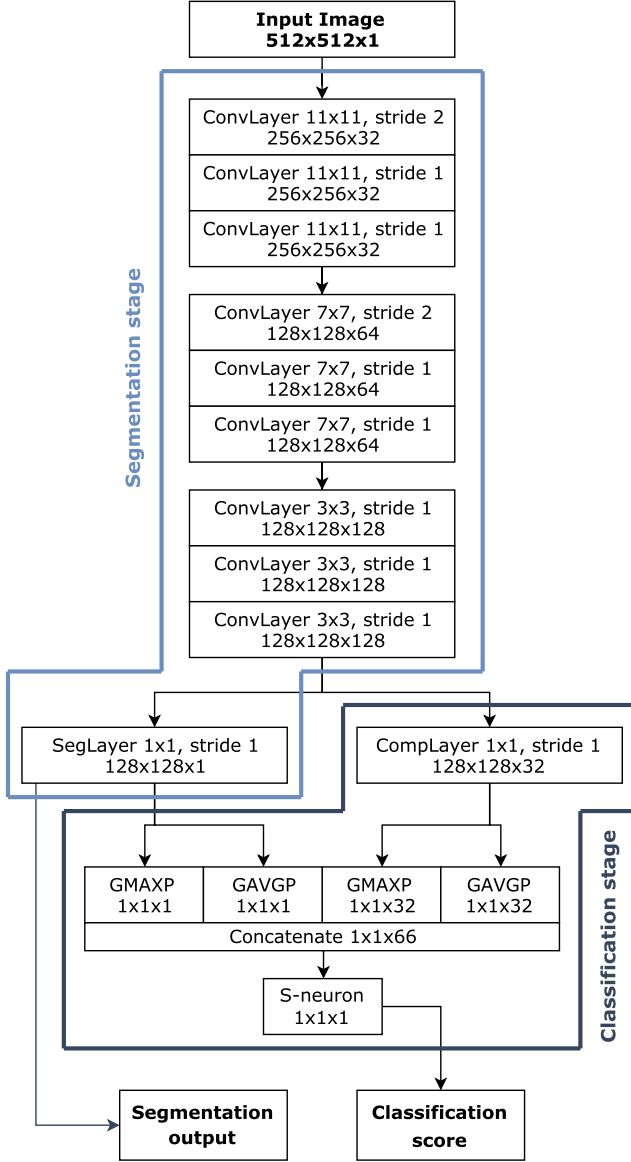 Input Image
512x512x1
ConvLayer 11x11, stride 2
256x256x32
ConvLayer 11x11, stride 1
256x256x32
ConvLayer 11x11, stride 1
256x256x32
Segmentation stage
ConvLayer 7x7, stride 2
128x128x64
ConvLayer 7x7, stride 1
128x128x64
ConvLayer 7x7, stride 1
128x128x64
ConvLayer 3x3, stride 1
128x128x128
ConvLayer 3x3, stride 1
128x128x128
ConvLayer 3x3, stride 1
128x128x128
SegLayer 1x1, stride 1
128x128x1
CompLayer 1x1, stride 1
128x128x32
GMAXP
1x1x1
GAVGP
1x1x1
GMAXP
1x1x32
GAVGP
1x1x32
Concatenate 1x1x66
S-neuron
1x1x1
Classification stage
Segmentation
output
Classification
score